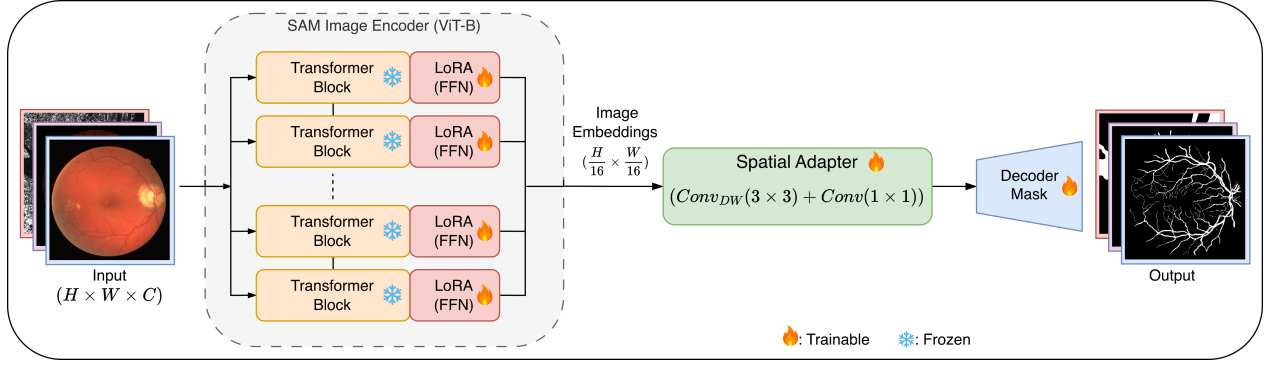 SAM Image Encoder (ViT-B)
Transformer
Block
LoRA
(FFN)
Transformer
Block
LoRA
(FFN)
Transformer
Block
LoRA
(FFN)
Transformer
Block
LoRA
(FFN)
Input
(H × W × C)
Image
Embeddings
(H/16 × W/16)
Spatial Adapter
(Conv_DW(3 × 3) + Conv(1 × 1))
Decoder
Mask
Output
: Trainable
: Frozen